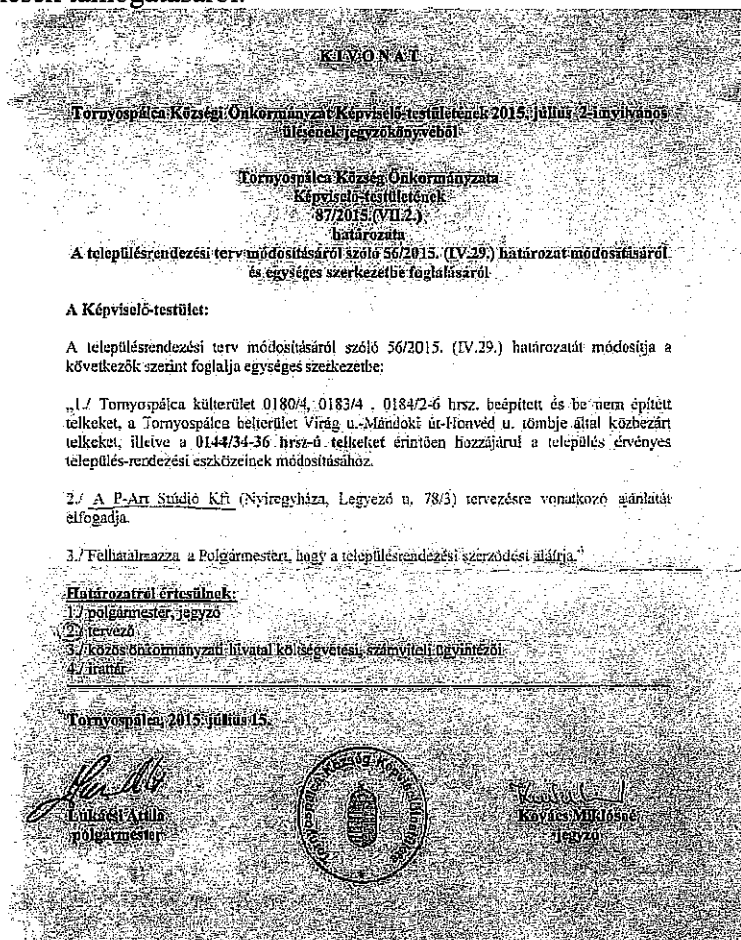 támogatásáról.
K I V O N A T
Tornyospálca Községi Önkormányzat Képviselő-testületének 2015. július 2-i nyilvános
ülésének jegyzőkönyvéből
Tornyospálca Község Önkormányzata
Képviselő-testületének
87/2015.(VII.2.)
határozata
A településrendezési terv módosításáról szóló 56/2015. (IV.29.) határozat módosításáról
és egységes szerkezetbe foglalásáról
A Képviselő-testület:
A településrendezési terv módosításáról szóló 56/2015. (IV.29.) határozatát módosítja a
következők szerint foglalja egységes szerkezetbe:
„1./ Tornyospálca külterület 0180/4, 0183/4 , 0184/2-6 hrsz. beépített és be nem épített
telkeket, a Tornyospálca belterület Virág u.-Mándoki út-Honvéd u. tömbje által közbezárt
telkeket, illetve a 0144/34-36 hrsz-ú telkeket érintően hozzájárul a település érvényes
település-rendezési eszközeinek módosításához.
2./ A P-Art Stúdió Kft (Nyíregyháza, Legyező u. 78/3) tervezésre vonatkozó ajánlatát
elfogadja.
3./ Felhatalmazza a Polgármestert, hogy a településrendezési szerződést aláírja."
Határozatról értesülnek:
1./ polgármester, jegyző
2./ tervező
3./ közös önkormányzati hivatal költségvetési, számviteli ügyintézői
4./ irattár
Tornyospálca, 2015. július 15.
Lukácsi Attila
polgármester
Kovács Miklósné
jegyző
Tornyospálca Község Képviselőtestülete